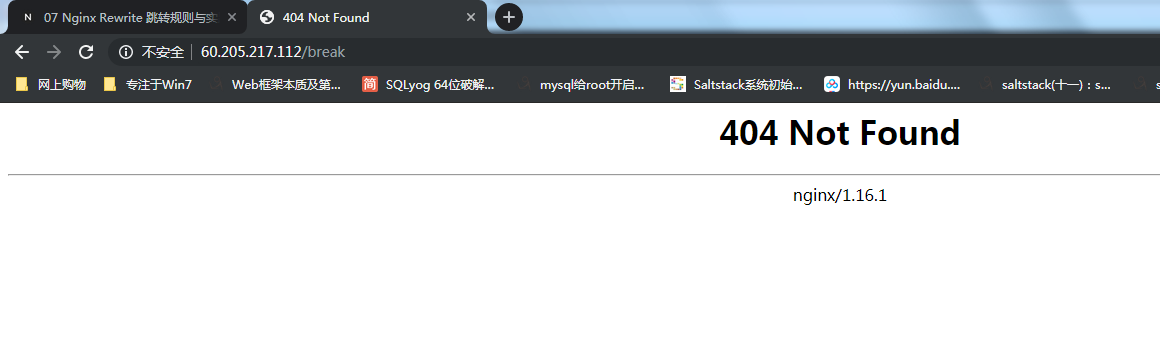 07 Nginx Rewrite 跳转规则与实
404 Not Found
不安全 60.205.217.112/break
网上购物 专注于Win7 Web框架本质及第... 简 SQLyog 64位破解... mysql给root开启... Saltstack系统初始... https://yun.baidu.... saltstack(十一)：s...
404 Not Found
nginx/1.16.1